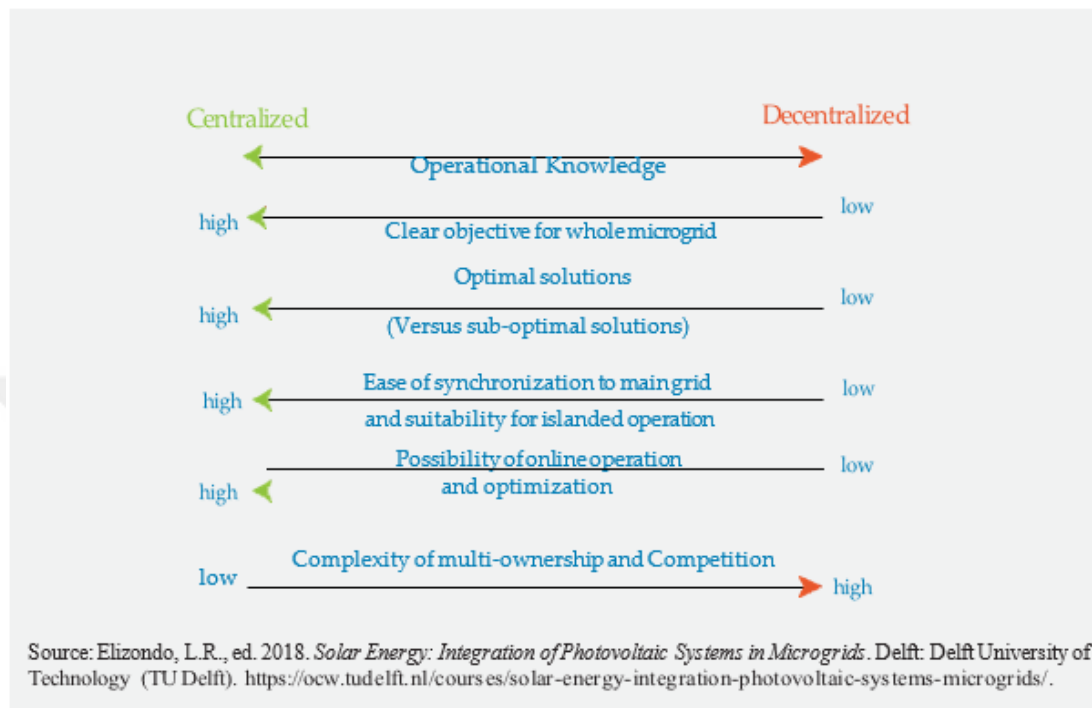 Centralized
Decentralized
Operational Knowledge
high
low
Clear objective for whole microgrid
Optimal solutions
high
low
(Versus sub-optimal solutions)
Ease of synchronization to main grid
high
low
and suitability for islanded operation
Possibility of online operation
low
high
and optimization
Complexity of multi-ownership and Competition
low
high
Source: Elizondo, L.R., ed. 2018. Solar Energy: Integration of Photovoltaic Systems in Microgrids. Delft: Delft University of
Technology (TU Delft). https://ocw.tudelft.nl/courses/solar-energy-integration-photovoltaic-systems-microgrids/.